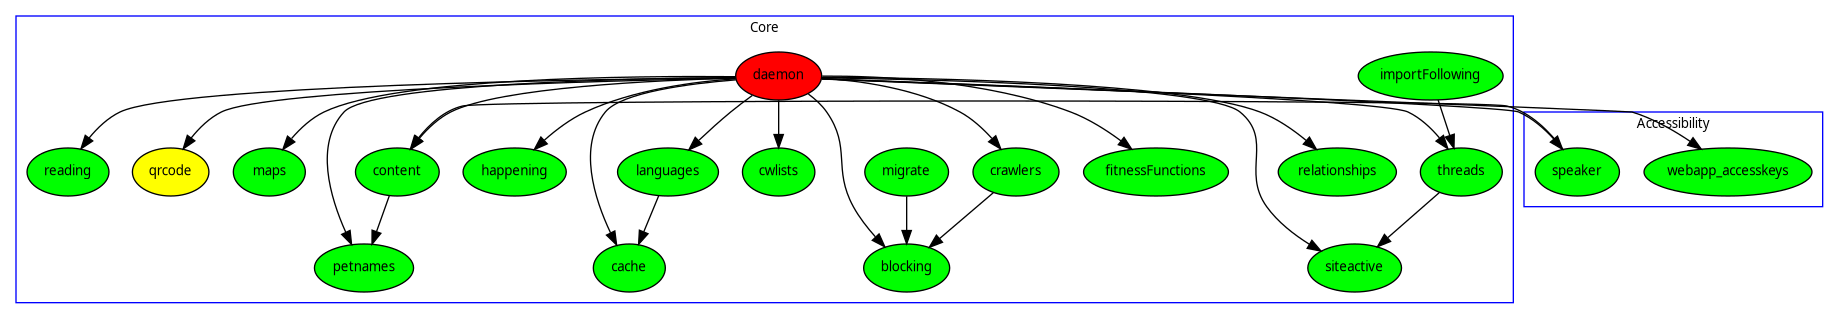 Core
daemon
importFollowing
Accessibility
reading
qrcode
maps
content
happening
languages
cwlists
migrate
crawlers
fitnessFunctions
relationships
threads
speaker
webapp_accesskeys
petnames
cache
blocking
siteactive